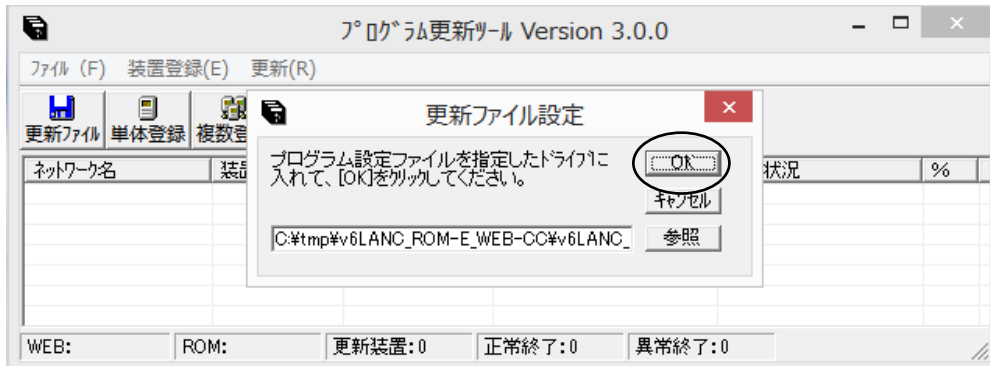 プログラム更新ツール Version 3.0.0
ファイル (F) 装置登録(E) 更新(R)
更新ファイル 単体登録 複数登
更新ファイル設定
プログラム設定ファイルを指定したドライブに
入れて、[OK]をクリックしてください。
OK
キャンセル
C:¥tmp¥v6LANC_ROM-E_WEB-CC¥v6LANC_
参照
ネットワーク名 装置 状況 %
WEB: ROM: 更新装置:0 正常終了:0 異常終了:0